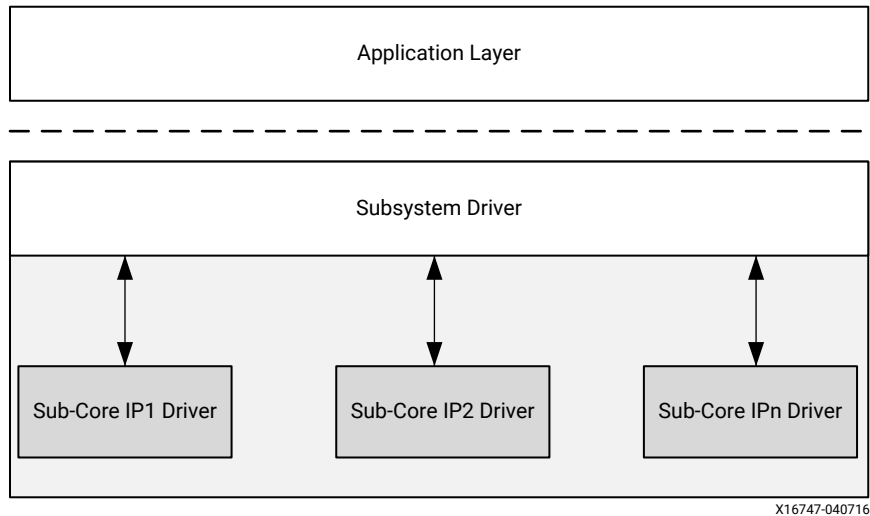 Application Layer
Subsystem Driver
Sub-Core IP1 Driver
Sub-Core IP2 Driver
Sub-Core IPn Driver
X16747-040716